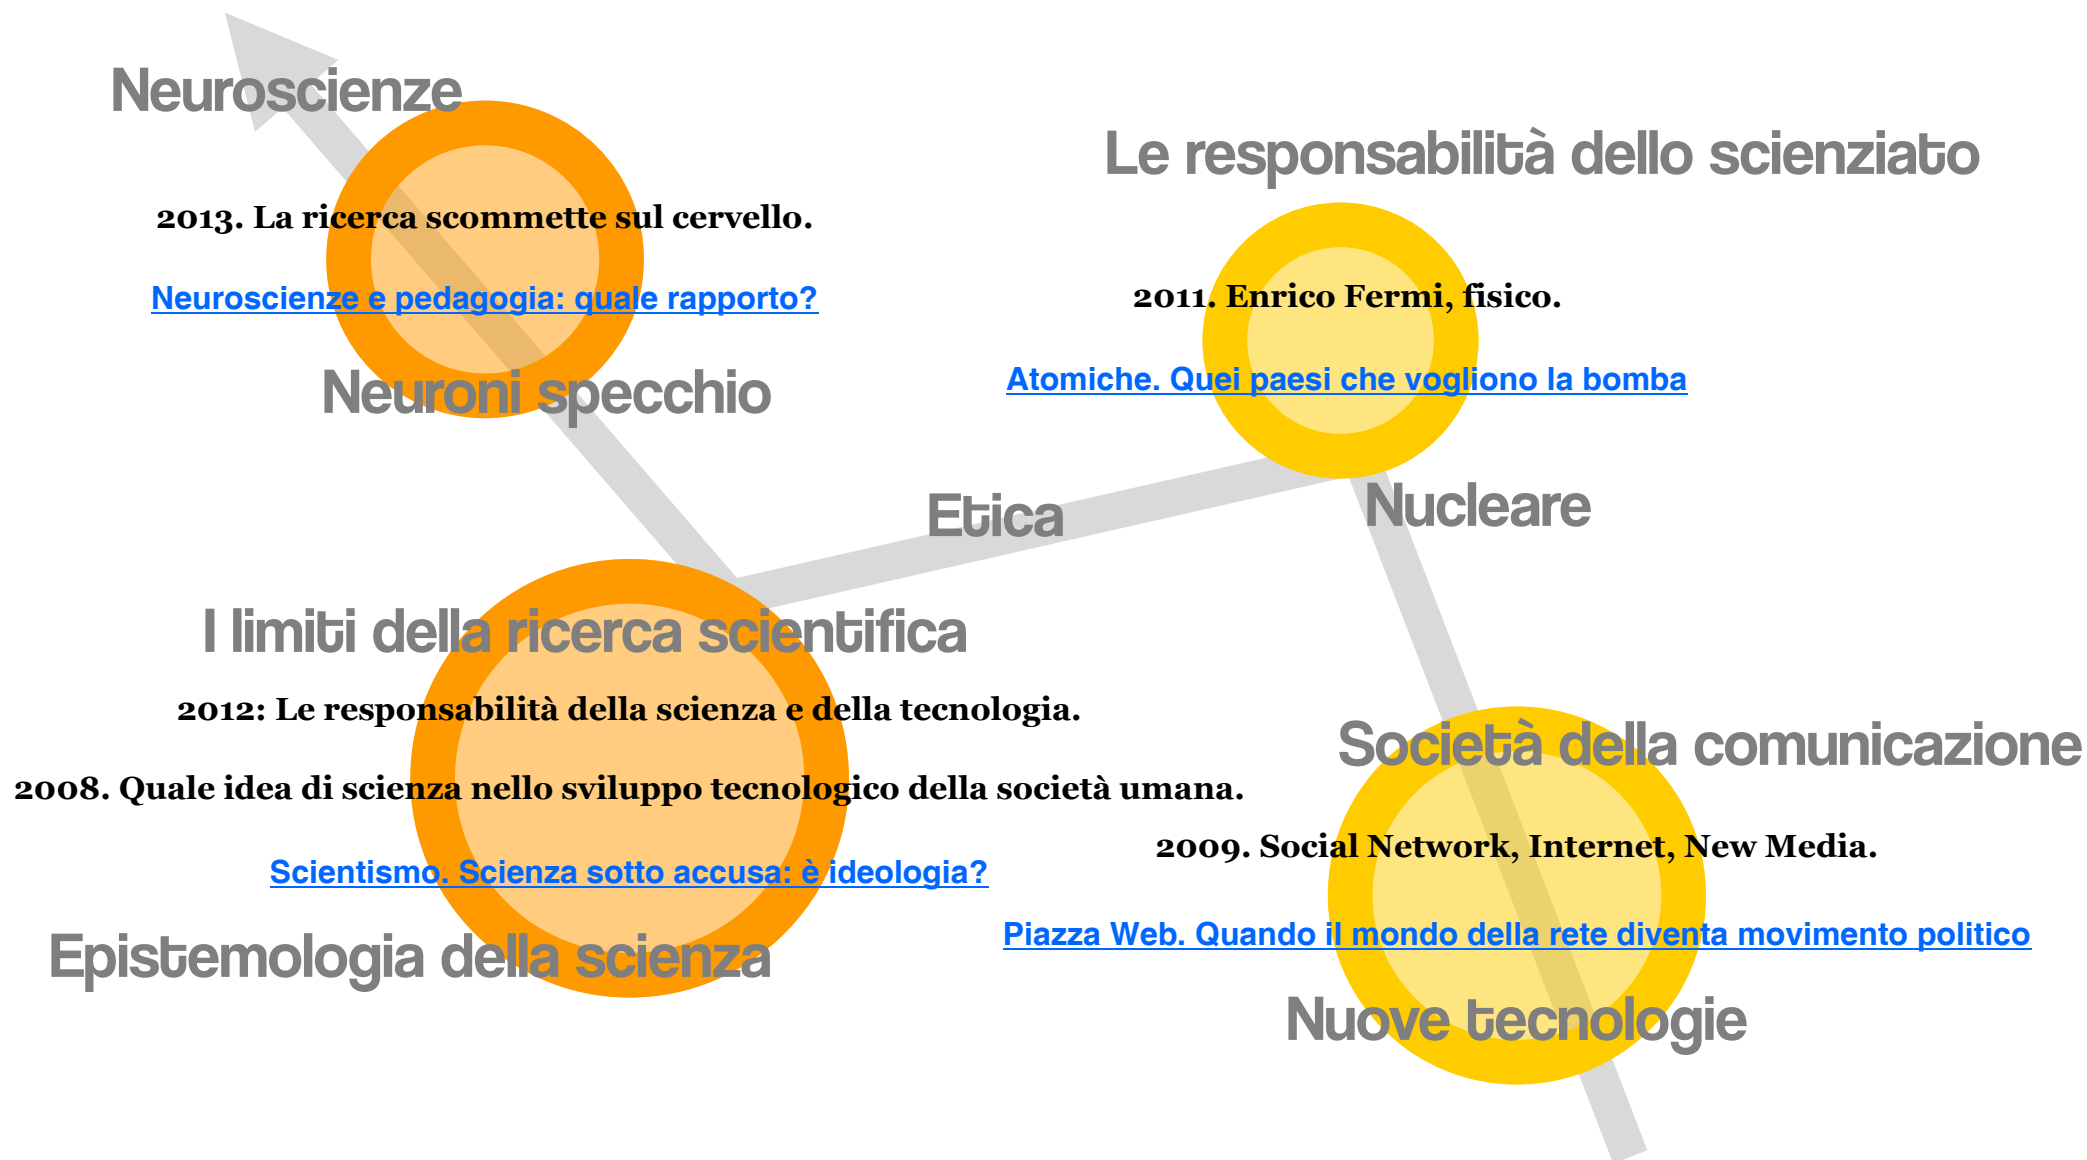 Neuroscienze
2013. La ricerca scommette sul cervello.
Neuroscienze e pedagogia: quale rapporto?
Neuroni specchio
Le responsabilità dello scienziato
2011. Enrico Fermi, fisico.
Atomiche. Quei paesi che vogliono la bomba
Nucleare
Etica
I limiti della ricerca scientifica
2012: Le responsabilità della scienza e della tecnologia.
2008. Quale idea di scienza nello sviluppo tecnologico della società umana.
Scientismo. Scienza sotto accusa: è ideologia?
Epistemologia della scienza
Società della comunicazione
2009. Social Network, Internet, New Media.
Piazza Web. Quando il mondo della rete diventa movimento politico
Nuove tecnologie